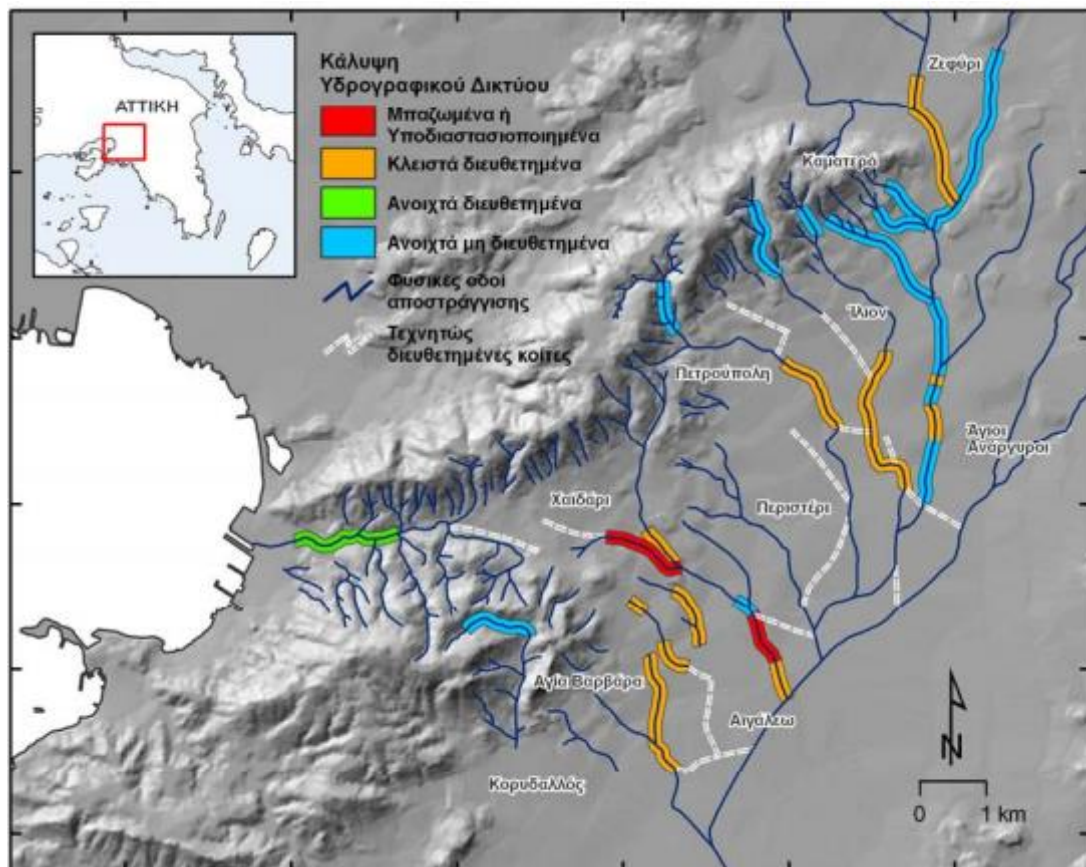 ΑΤΤΙΚΗ
Κάλυψη
Υδρογραφικού Δικτύου
Μπαζωμένα ή
Υποδιαστασιοποιημένα
Κλειστά διευθετημένα
Ανοιχτά διευθετημένα
Ανοιχτά μη διευθετημένα
Φυσικές οδοί
αποστράγγισης
Τεχνητώς
διευθετημένες κοίτες
Ζεφύρι
Καματερό
Ίλιον
Πετρούπολη
Άγιοι
Ανάργυροι
Χαϊδάρι
Περιστέρι
Αγία Βαρβάρα
Αιγάλεω
Κορυδαλλός
N
0 1 km